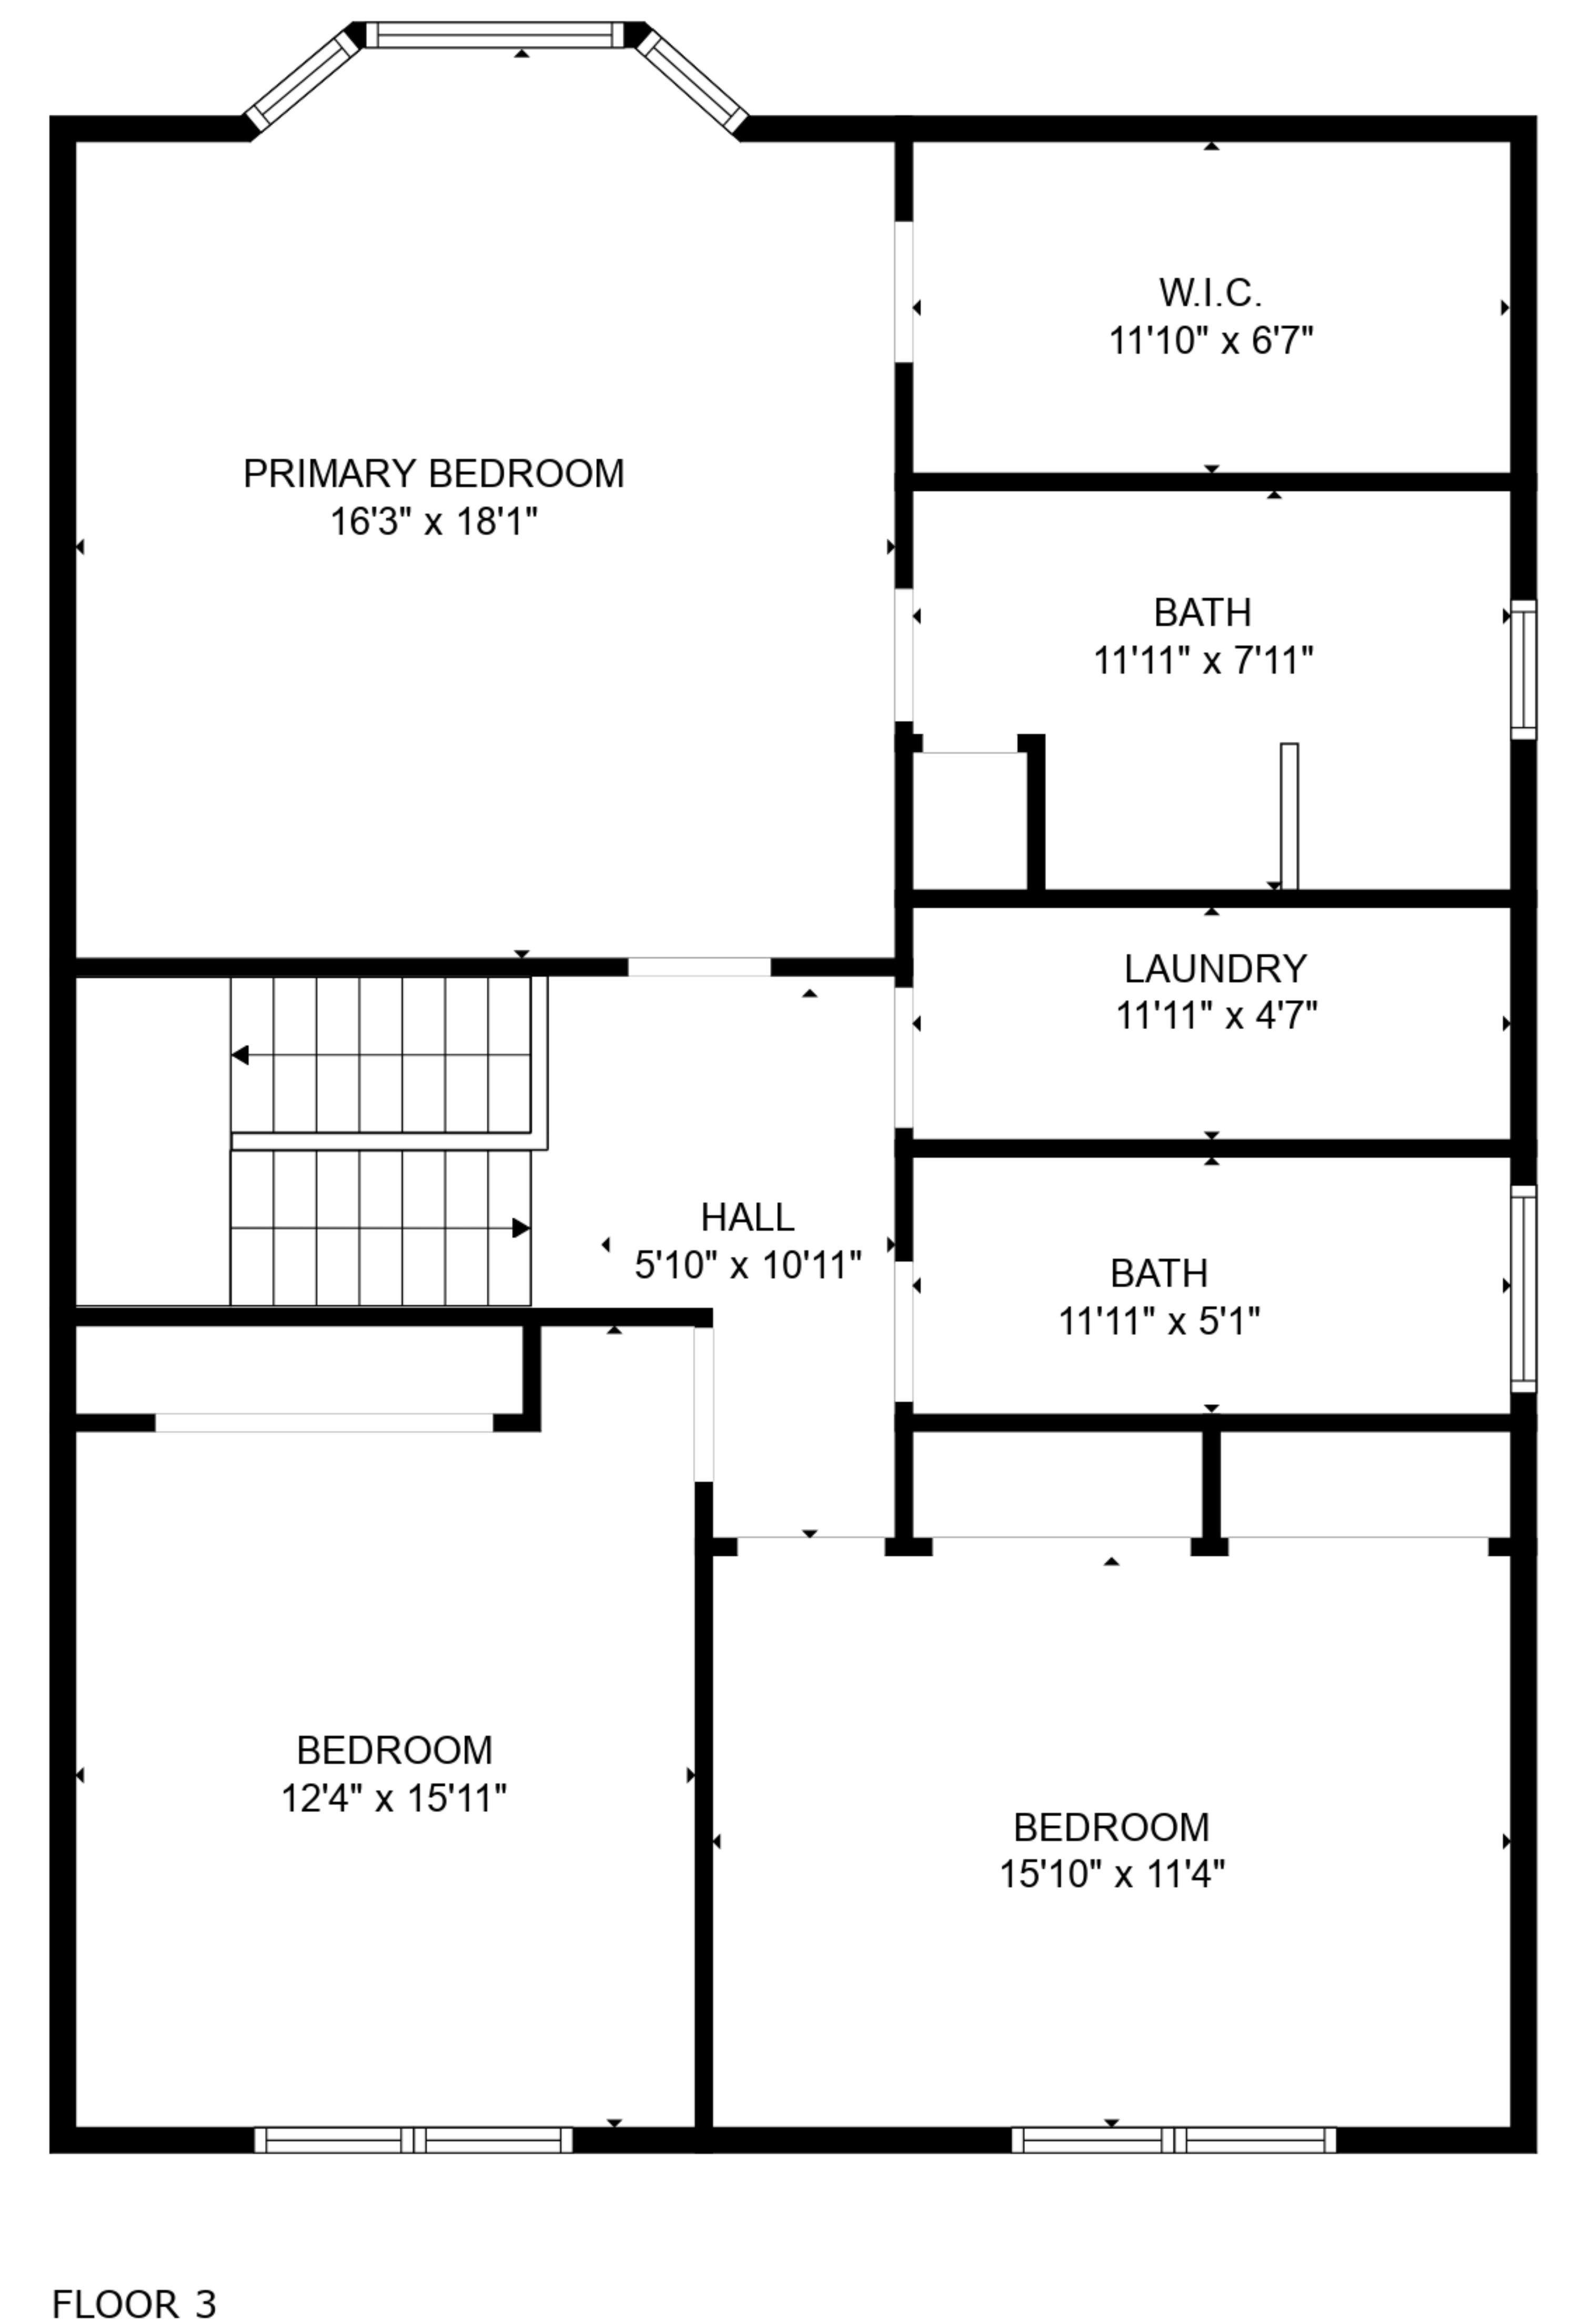 W.I.C.
11'10" x 6'7"
PRIMARY BEDROOM
16'3" x 18'1"
BATH
11'11" x 7'11"
LAUNDRY
11'11" x 4'7"
HALL
5'10" x 10'11"
BATH
11'11" x 5'1"
BEDROOM
12'4" x 15'11"
BEDROOM
15'10" x 11'4"
FLOOR 3